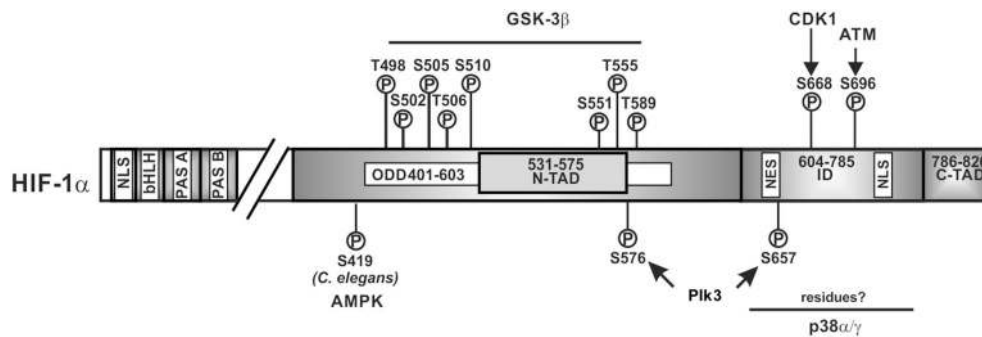 GSK-3β
CDK1
ATM
T498 S505 S510 T555 S668 S696
S502 T506 S551 T589
P P P P P P P P P P
HIF-1α
NLS bHLH PAS A PAS B
ODD401-603
531-575
N-TAD
NES
604-785
ID
NLS
786-826
C-TAD
P P P
S419 S576 S657
(C. elegans)
AMPK
Plk3
residues?
p38α/γ